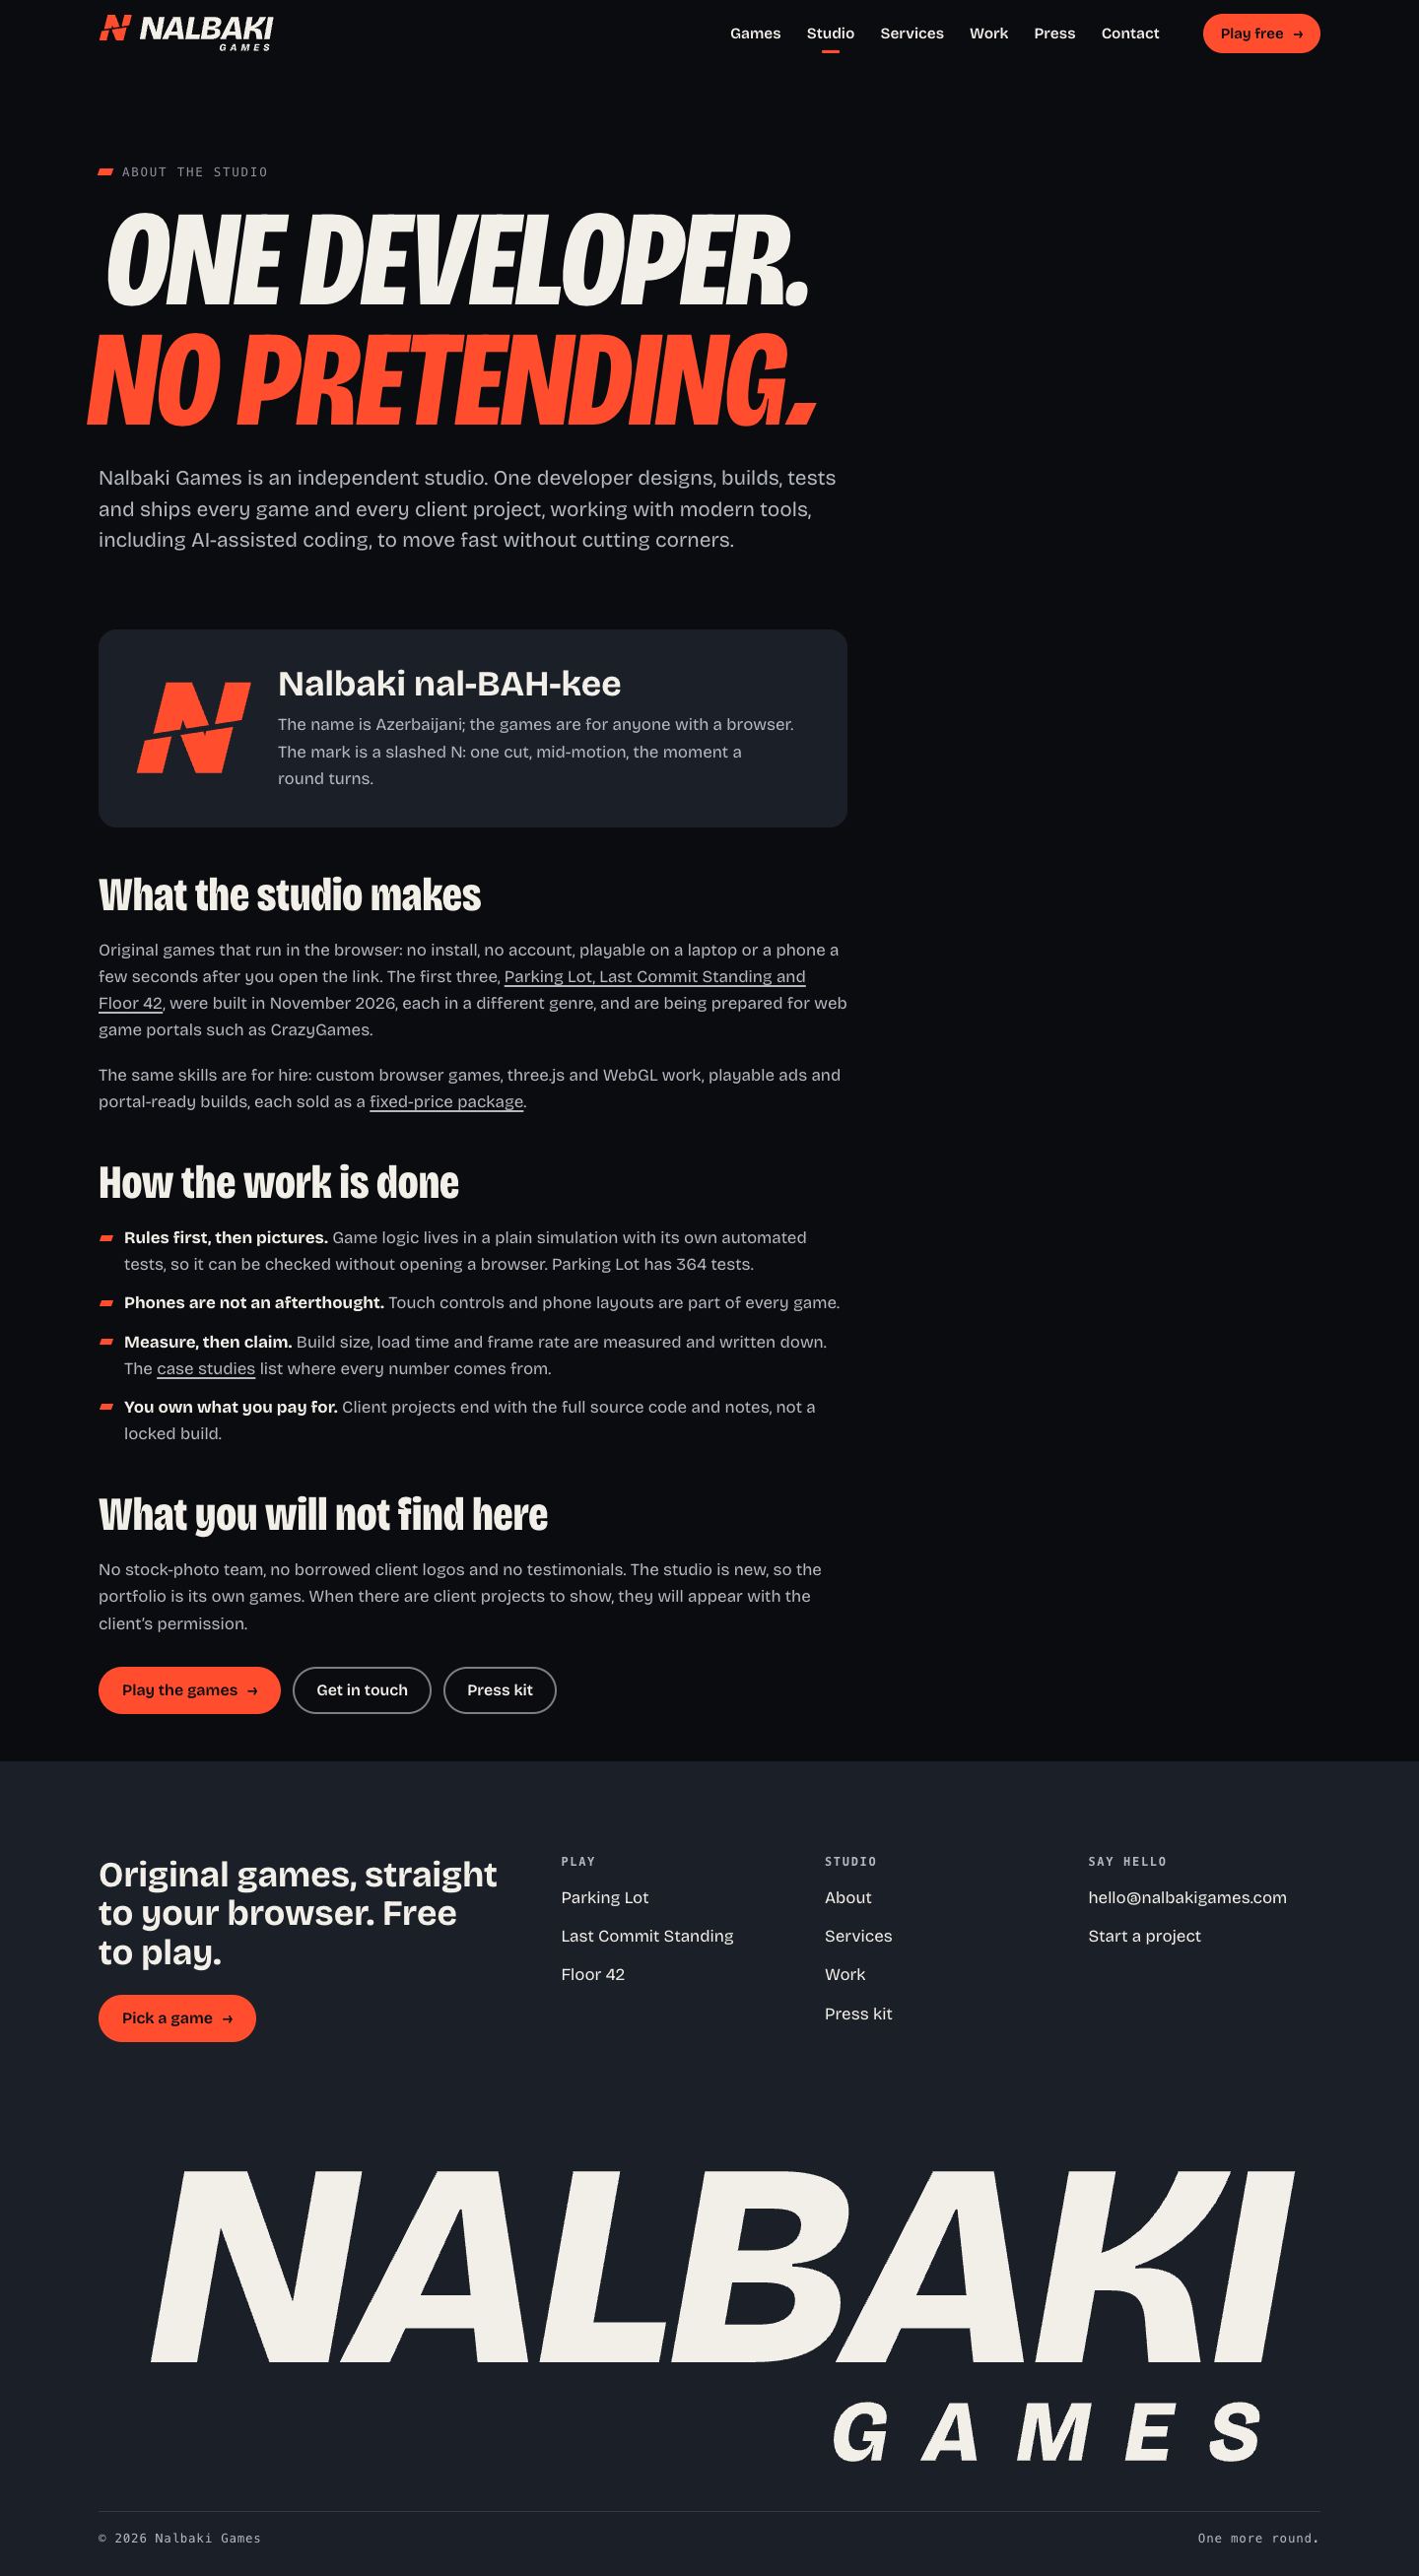 NALBAKI
GAMES
Games Studio Services Work Press Contact Play free →
ABOUT THE STUDIO
ONE DEVELOPER.
NO PRETENDING.
Nalbaki Games is an independent studio. One developer designs, builds, tests
and ships every game and every client project, working with modern tools,
including AI-assisted coding, to move fast without cutting corners.
Nalbaki nal-BAH-kee
The name is Azerbaijani; the games are for anyone with a browser.
The mark is a slashed N: one cut, mid-motion, the moment a
round turns.
What the studio makes
Original games that run in the browser: no install, no account, playable on a laptop or a phone a
few seconds after you open the link. The first three, Parking Lot, Last Commit Standing and
Floor 42, were built in November 2026, each in a different genre, and are being prepared for web
game portals such as CrazyGames.
The same skills are for hire: custom browser games, three.js and WebGL work, playable ads and
portal-ready builds, each sold as a fixed-price package.
How the work is done
Rules first, then pictures. Game logic lives in a plain simulation with its own automated
tests, so it can be checked without opening a browser. Parking Lot has 364 tests.
Phones are not an afterthought. Touch controls and phone layouts are part of every game.
Measure, then claim. Build size, load time and frame rate are measured and written down.
The case studies list where every number comes from.
You own what you pay for. Client projects end with the full source code and notes, not a
locked build.
What you will not find here
No stock-photo team, no borrowed client logos and no testimonials. The studio is new, so the
portfolio is its own games. When there are client projects to show, they will appear with the
client's permission.
Play the games → Get in touch Press kit
Original games, straight
to your browser. Free
to play.
Pick a game →
PLAY
Parking Lot
Last Commit Standing
Floor 42
STUDIO
About
Services
Work
Press kit
SAY HELLO
hello@nalbakigames.com
Start a project
NALBAKI
GAMES
© 2026 Nalbaki Games
One more round.